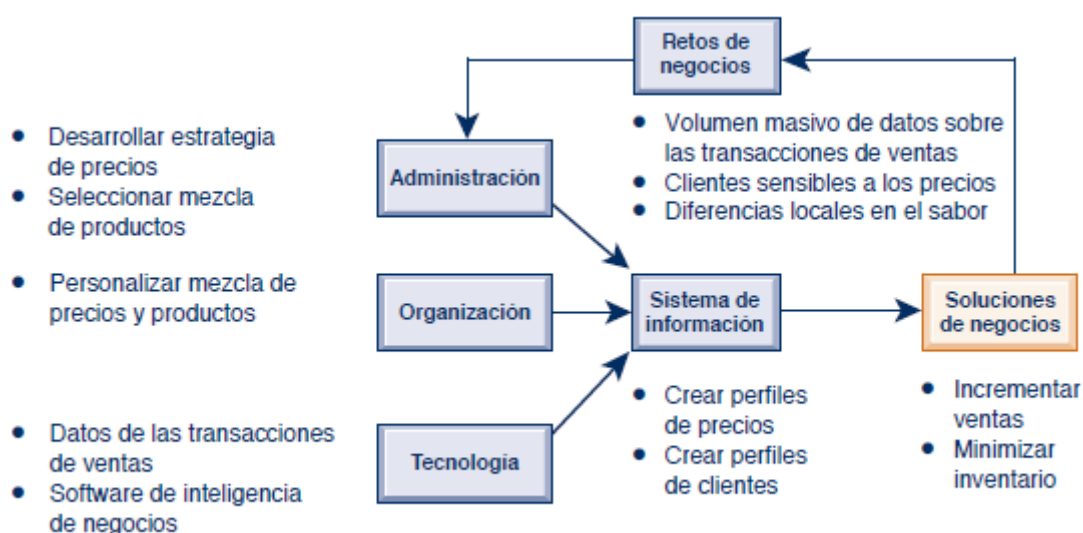 Retos de
negocios
● Volumen masivo de datos sobre
las transacciones de ventas
● Clientes sensibles a los precios
● Diferencias locales en el sabor
● Desarrollar estrategia
de precios
● Seleccionar mezcla
de productos
Administración
● Personalizar mezcla de
precios y productos
Organización
Sistema de
información
Soluciones
de negocios
● Datos de las transacciones
de ventas
● Software de inteligencia
de negocios
Tecnología
● Crear perfiles
de precios
● Crear perfiles
de clientes
● Incrementar
ventas
● Minimizar
inventario